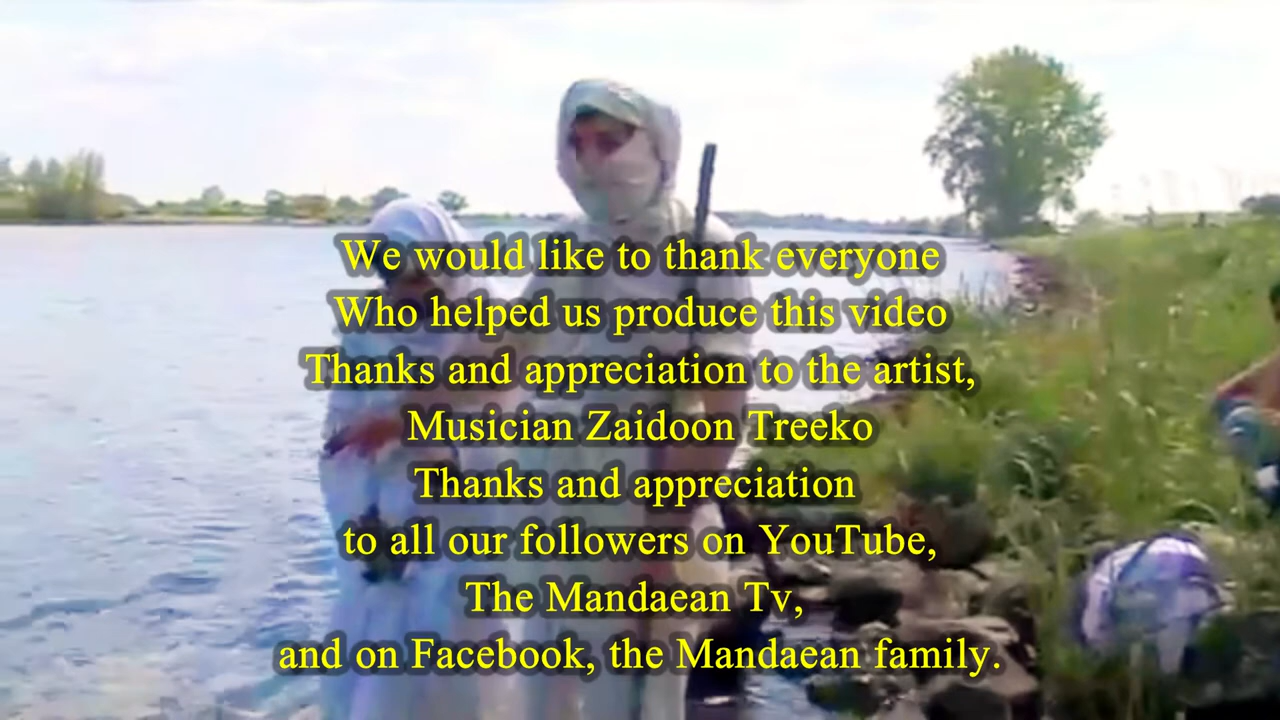 We would like to thank everyone
Who helped us produce this video
Thanks and appreciation to the artist,
Musician Zaidoon Treeko
Thanks and appreciation
to all our followers on YouTube,
The Mandaean Tv,
and on Facebook, the Mandaean family.